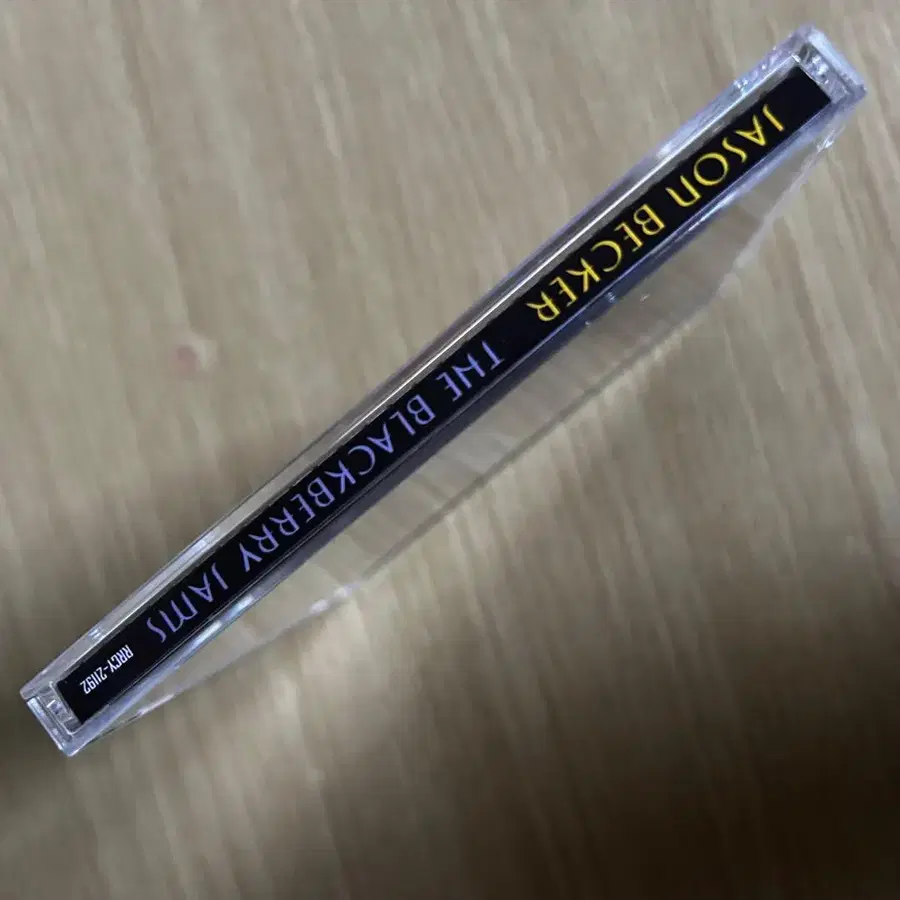 JASON BECKER THE BLACKBERRY JAMS RRCY-21192